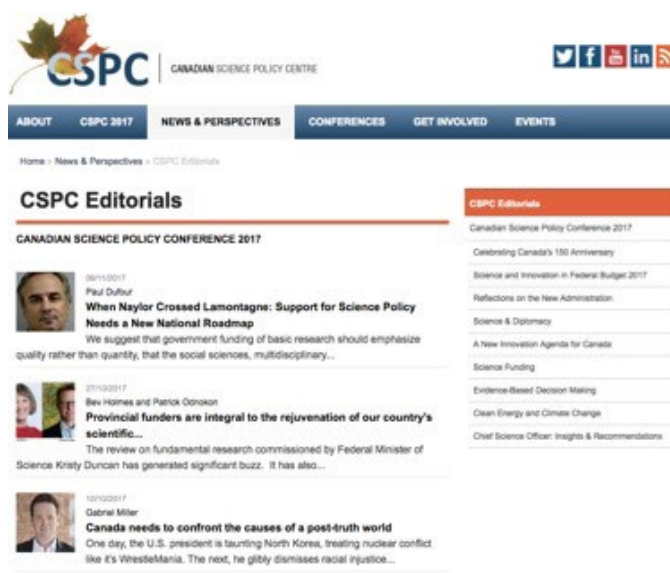 CSPC
CANADIAN SCIENCE POLICY CENTRE
ABOUT CSPC 2017 NEWS & PERSPECTIVES CONFERENCES GET INVOLVED EVENTS
Home > News & Perspectives > CSPC Editorials
CSPC Editorials
CANADIAN SCIENCE POLICY CONFERENCE 2017
09/11/2017
Paul Dufour
When Naylor Crossed Lamontagne: Support for Science Policy
Needs a New National Roadmap
We suggest that government funding of basic research should emphasize
quality rather than quantity, that the social sciences, multidisciplinary...
27/10/2017
Bev Holmes and Patrick Odnokon
Provincial funders are integral to the rejuvenation of our country's
scientific...
The review on fundamental research commissioned by Federal Minister of
Science Kristy Duncan has generated significant buzz. It has also...
10/10/2017
Gabriel Miller
Canada needs to confront the causes of a post-truth world
One day, the U.S. president is taunting North Korea, treating nuclear conflict
like it's WrestleMania. The next, he glibly dismisses racial injustice...
CSPC Editorials
Canadian Science Policy Conference 2017
Celebrating Canada's 150 Anniversary
Science and Innovation in Federal Budget 2017
Reflections on the New Administration
Science & Diplomacy
A New Innovation Agenda for Canada
Science Funding
Evidence-Based Decision Making
Clean Energy and Climate Change
Chief Science Officer: Insights & Recommendations